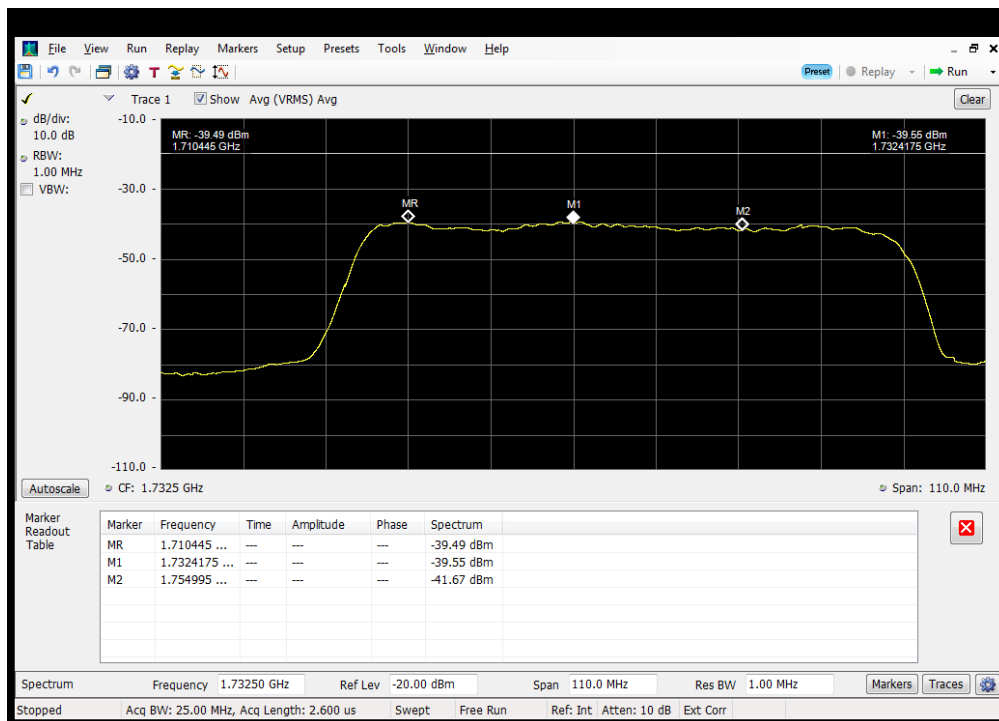 File View Run Replay Markers Setup Presets Tools Window Help
T Preset Replay Run
Trace 1 Show Avg (VRMS) Avg Clear
dB/div:
10.0 dB
RBW:
1.00 MHz
VBW:
-10.0
-30.0
-50.0
-70.0
-90.0
-110.0
MR: -39.49 dBm
1.710445 GHz
M1: -39.55 dBm
1.7324175 GHz
MR M1 M2
Autoscale CF: 1.7325 GHz Span: 110.0 MHz
Marker
Readout
Table
Marker Frequency Time Amplitude Phase Spectrum
MR 1.710445 ... --- --- --- -39.49 dBm
M1 1.7324175 ... --- --- --- -39.55 dBm
M2 1.754995 ... --- --- --- -41.67 dBm
Spectrum Frequency 1.73250 GHz Ref Lev -20.00 dBm Span 110.0 MHz Res BW 1.00 MHz Markers Traces
Stopped Acq BW: 25.00 MHz, Acq Length: 2.600 us Swept Free Run Ref: Int Atten: 10 dB Ext Corr